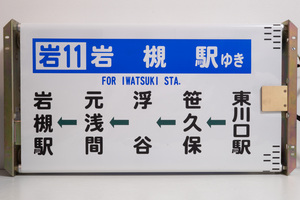 岩11 岩槻駅ゆき
FOR IWATSUKI STA.
東川口駅
←
笹久保
←
浮谷
←
元浅間
←
岩槻駅